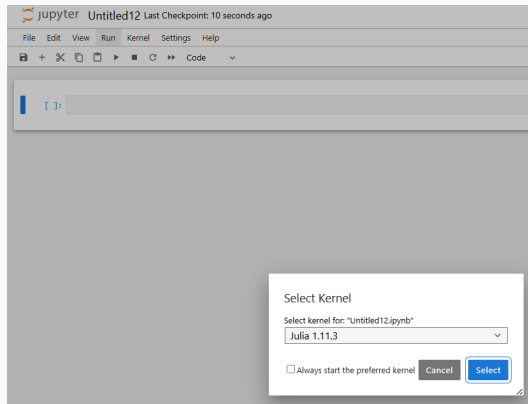 jupyter Untitled12 Last Checkpoint: 10 seconds ago
File Edit View Run Kernel Settings Help
Code
[ ]:
Select Kernel
Select kernel for: "Untitled12.ipynb"
Julia 1.11.3
Always start the preferred kernel Cancel Select